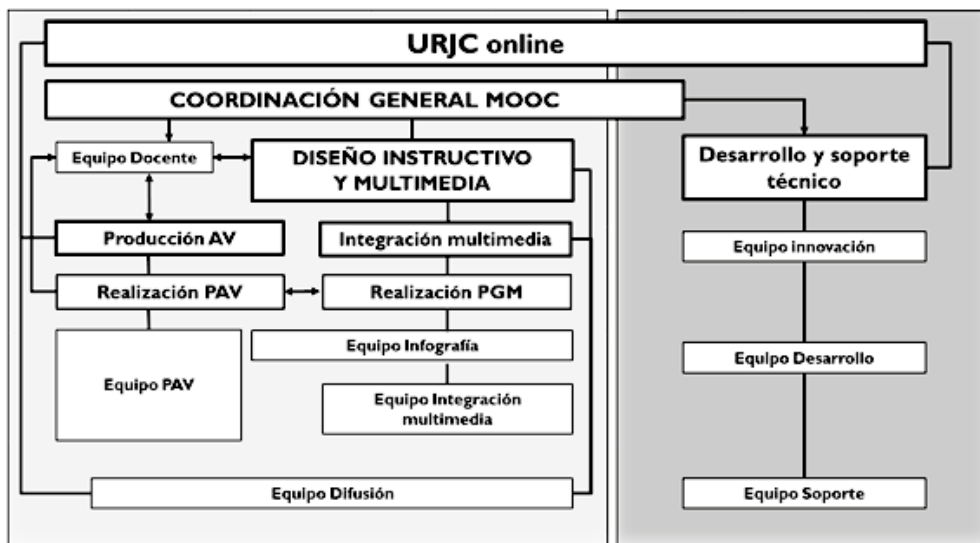 URJC online
COORDINACIÓN GENERAL MOOC
Equipo Docente
DISEÑO INSTRUCTIVO
Y MULTIMEDIA
Desarrollo y soporte
técnico
Producción AV
Integración multimedia
Equipo innovación
Realización PAV
Realización PGM
Equipo Infografía
Equipo Desarrollo
Equipo PAV
Equipo Integración
multimedia
Equipo Difusión
Equipo Soporte